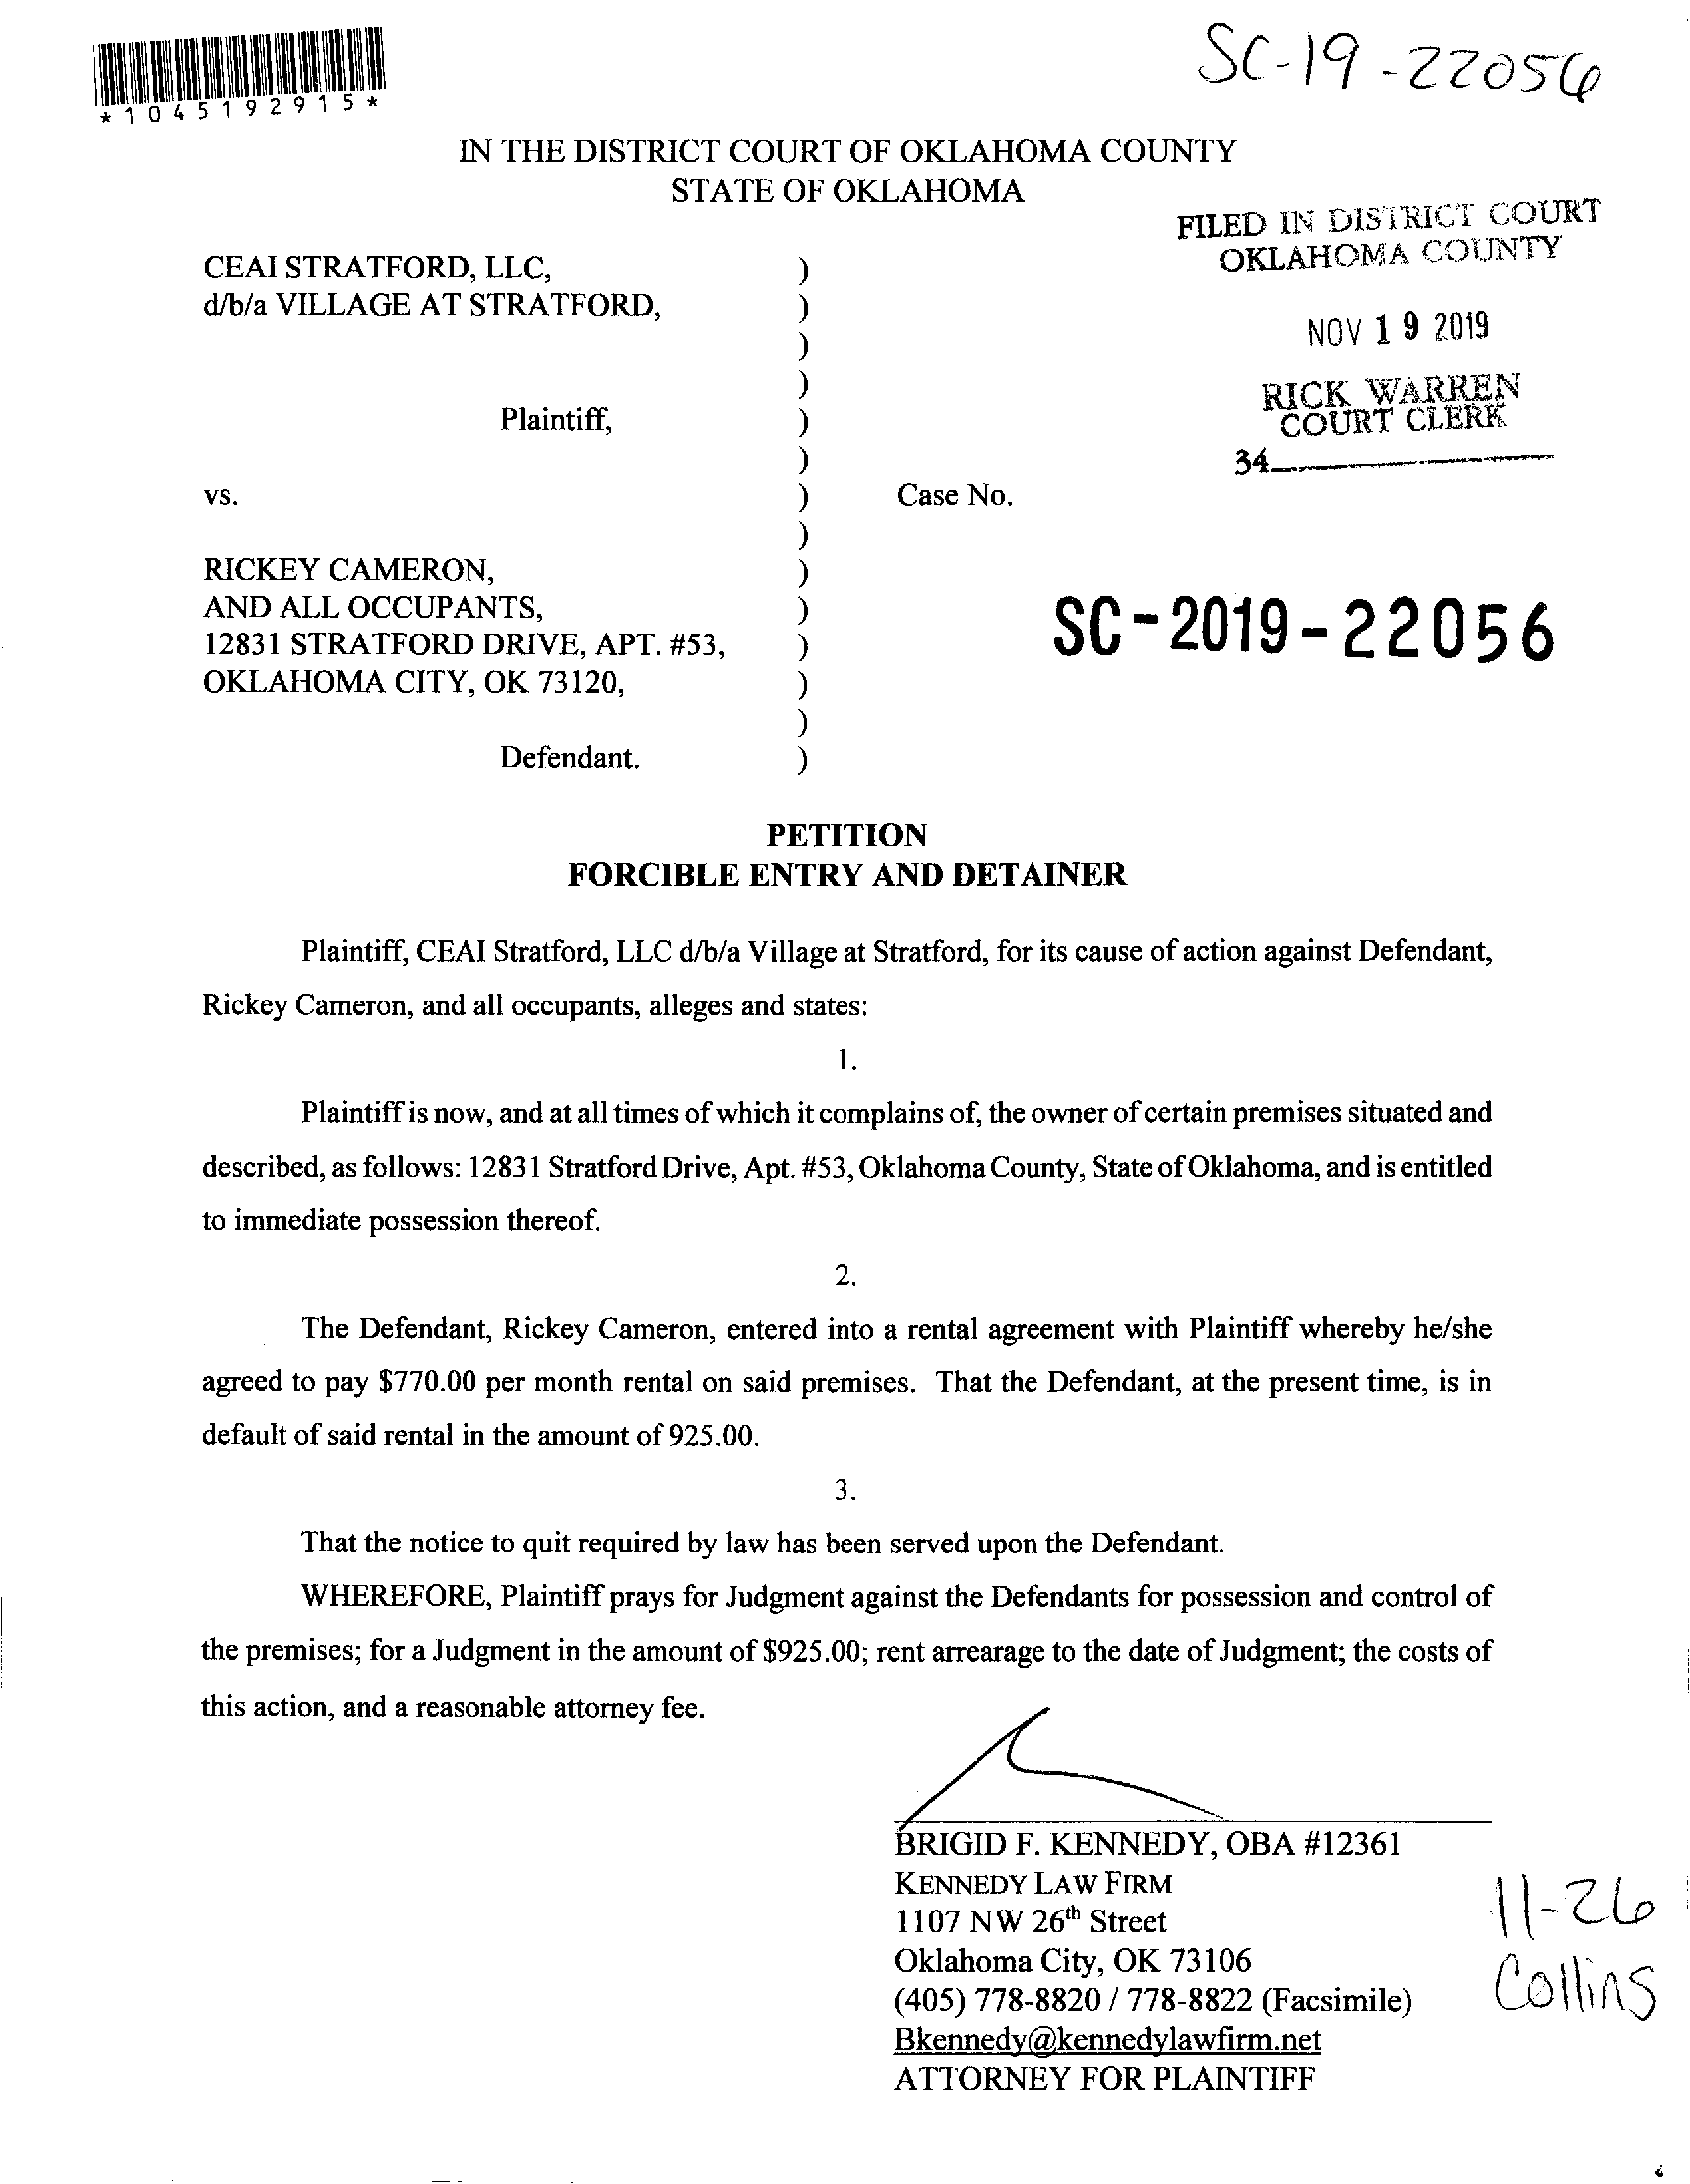 SC-19-22056
*1045192915*
IN THE DISTRICT COURT OF OKLAHOMA COUNTY
STATE OF OKLAHOMA
FILED IN DISTRICT COURT
OKLAHOMA COUNTY
NOV 19 2019
RICK WARREN
COURT CLERK
34
CEAI STRATFORD, LLC, )
d/b/a VILLAGE AT STRATFORD, )
)
)
Plaintiff, )
)
vs. ) Case No.
)
RICKEY CAMERON, )
AND ALL OCCUPANTS, )
12831 STRATFORD DRIVE, APT. #53, )
OKLAHOMA CITY, OK 73120, )
)
Defendant. )
SC-2019-22056
PETITION
FORCIBLE ENTRY AND DETAINER
Plaintiff, CEAI Stratford, LLC d/b/a Village at Stratford, for its cause of action against Defendant,
Rickey Cameron, and all occupants, alleges and states:
1.
Plaintiff is now, and at all times of which it complains of, the owner of certain premises situated and
described, as follows: 12831 Stratford Drive, Apt. #53, Oklahoma County, State of Oklahoma, and is entitled
to immediate possession thereof.
2.
The Defendant, Rickey Cameron, entered into a rental agreement with Plaintiff whereby he/she
agreed to pay $770.00 per month rental on said premises. That the Defendant, at the present time, is in
default of said rental in the amount of 925.00.
3.
That the notice to quit required by law has been served upon the Defendant.
WHEREFORE, Plaintiff prays for Judgment against the Defendants for possession and control of
the premises; for a Judgment in the amount of $925.00; rent arrearage to the date of Judgment; the costs of
this action, and a reasonable attorney fee.
BRIGID F. KENNEDY, OBA #12361
KENNEDY LAW FIRM
1107 NW 26th Street
Oklahoma City, OK 73106
(405) 778-8820 / 778-8822 (Facsimile)
Bkennedy@kennedylawfirm.net
ATTORNEY FOR PLAINTIFF
11-26
Collins